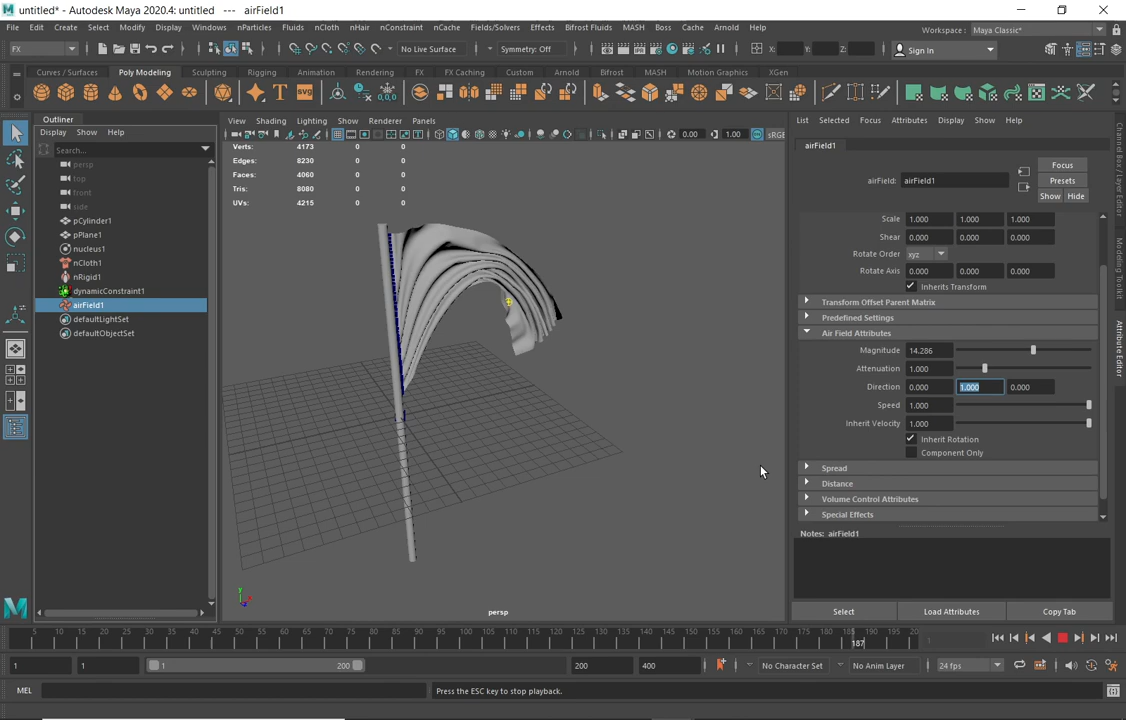 untitled* - Autodesk Maya 2020.4: untitled --- airField1
File Edit Create Select Modify Display Windows nParticles Fluids nCloth nHair nConstraint nCache Fields/Solvers Effects Bifrost Fluids MASH Boss Cache Arnold Help
Workspace : Maya Classic*
FX No Live Surface Symmetry: Off X: Y: Z: Sign In
Curves / Surfaces Poly Modeling Sculpting Rigging Animation Rendering FX FX Caching Custom Arnold Bifrost MASH Motion Graphics XGen
Outliner
Display Show Help
Search...
persp
top
front
side
pCylinder1
pPlane1
nucleus1
nCloth1
nRigid1
dynamicConstraint1
airField1
defaultLightSet
defaultObjectSet
View Shading Lighting Show Renderer Panels
0.00 1.00 sRGB
Verts: 4173 0 0
Edges: 8230 0 0
Faces: 4060 0 0
Tris: 8080 0 0
UVs: 4215 0 0
persp
List Selected Focus Attributes Display Show Help
airField1
Focus
airField: airField1 Presets
Show Hide
Scale 1.000 1.000 1.000
Shear 0.000 0.000 0.000
Rotate Order xyz
Rotate Axis 0.000 0.000 0.000
Inherits Transform
Transform Offset Parent Matrix
Predefined Settings
Air Field Attributes
Magnitude 14.286
Attenuation 1.000
Direction 0.000 1.000 0.000
Speed 1.000
Inherit Velocity 1.000
Inherit Rotation
Component Only
Spread
Distance
Volume Control Attributes
Special Effects
Notes: airField1
Select Load Attributes Copy Tab
Channel Box / Layer Editor
Modeling Toolkit
Attribute Editor
5 10 15 20 25 30 35 40 45 50 55 60 65 70 75 80 85 90 95 100 105 110 115 120 125 130 135 140 145 150 155 160 165 170 175 180 185 190 195 20
187
1 1 1 200 200 400 No Character Set No Anim Layer 24 fps
MEL Press the ESC key to stop playback.